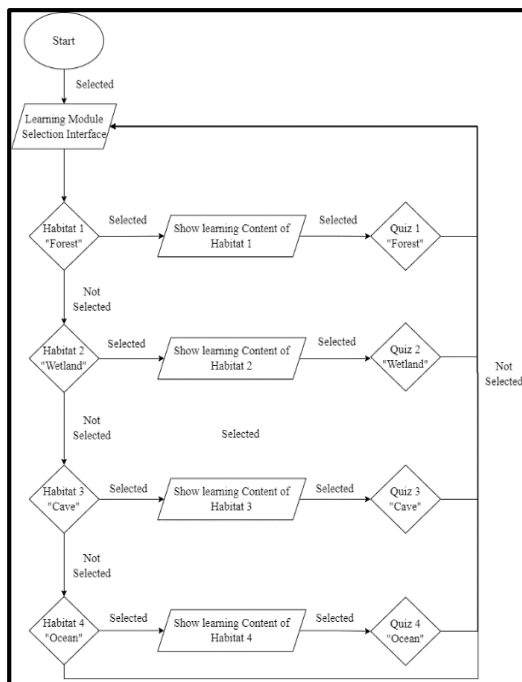 Start
Selected
Learning Module
Selection Interface
Habitat 1
"Forest"
Selected
Show learning Content of
Habitat 1
Selected
Quiz 1
"Forest"
Not
Selected
Habitat 2
"Wetland"
Selected
Show learning Content of
Habitat 2
Selected
Quiz 2
"Wetland"
Not
Selected
Not
Selected
Selected
Habitat 3
"Cave"
Selected
Show learning Content of
Habitat 3
Selected
Quiz 3
"Cave"
Not
Selected
Habitat 4
"Ocean"
Selected
Show learning Content of
Habitat 4
Selected
Quiz 4
"Ocean"